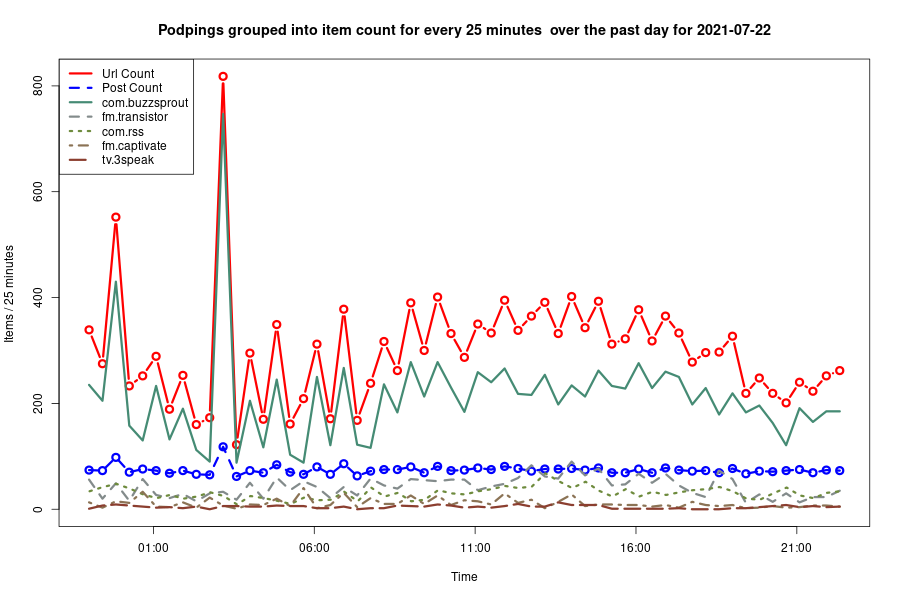 Podpings grouped into item count for every 25 minutes  over the past day for 2021-07-22
Url Count
Post Count
com.buzzsprout
fm.transistor
com.rss
fm.captivate
tv.3speak
Items / 25 minutes
800
600
400
200
0
01:00
06:00
11:00
16:00
21:00
Time